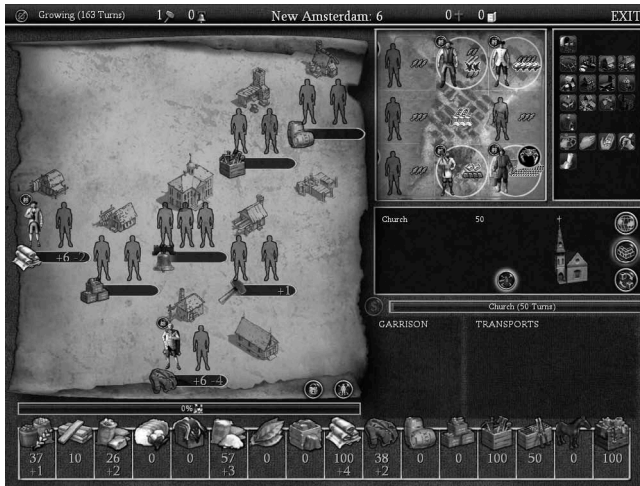 Growing (163 Turns) 1 0 New Amsterdam: 6 0 0 EXIT
+6 -2
+1
+6 -4
Church 50
Church (50 Turns)
GARRISON TRANSPORTS
0%
37 10 26 0 0 57 0 0 100 38 0 0 100 50 0 100
+1 +2 +3 +4 +2